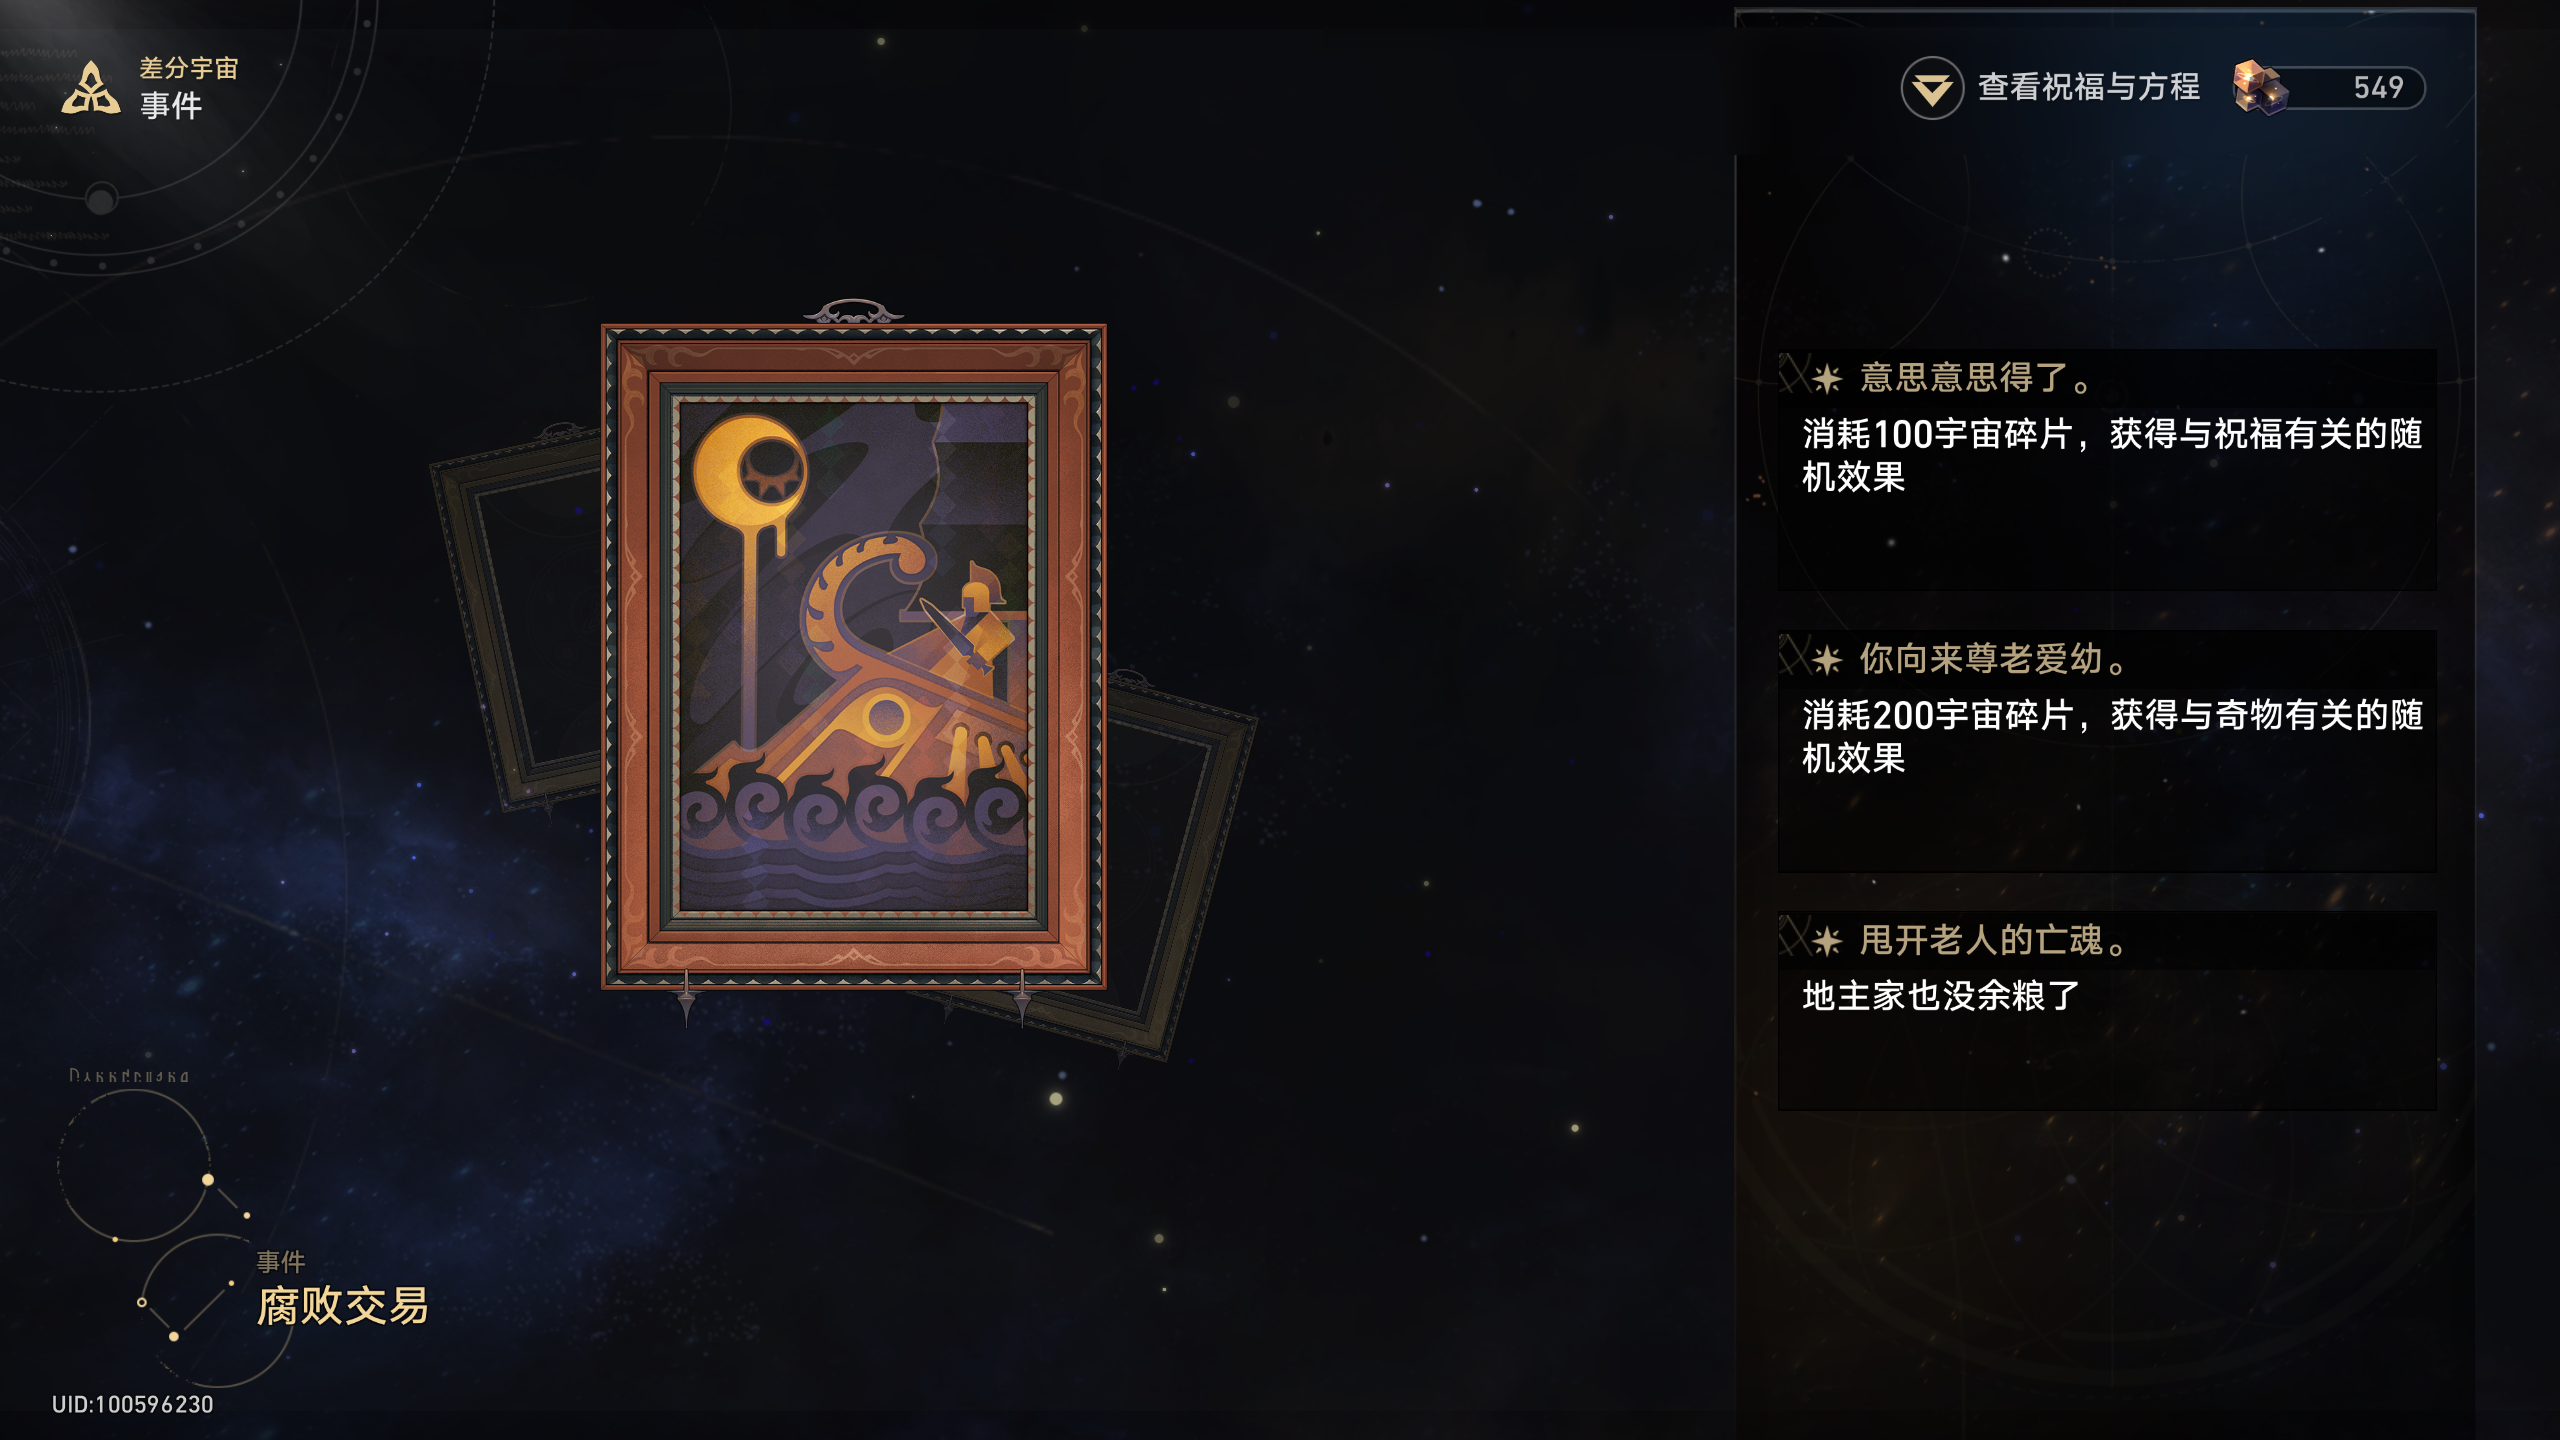 差分宇宙
事件
查看祝福与方程
549
意思意思得了。
消耗100宇宙碎片，获得与祝福有关的随
机效果
你向来尊老爱幼。
消耗200宇宙碎片，获得与奇物有关的随
机效果
甩开老人的亡魂。
地主家也没余粮了
事件
腐败交易
UID:100596230